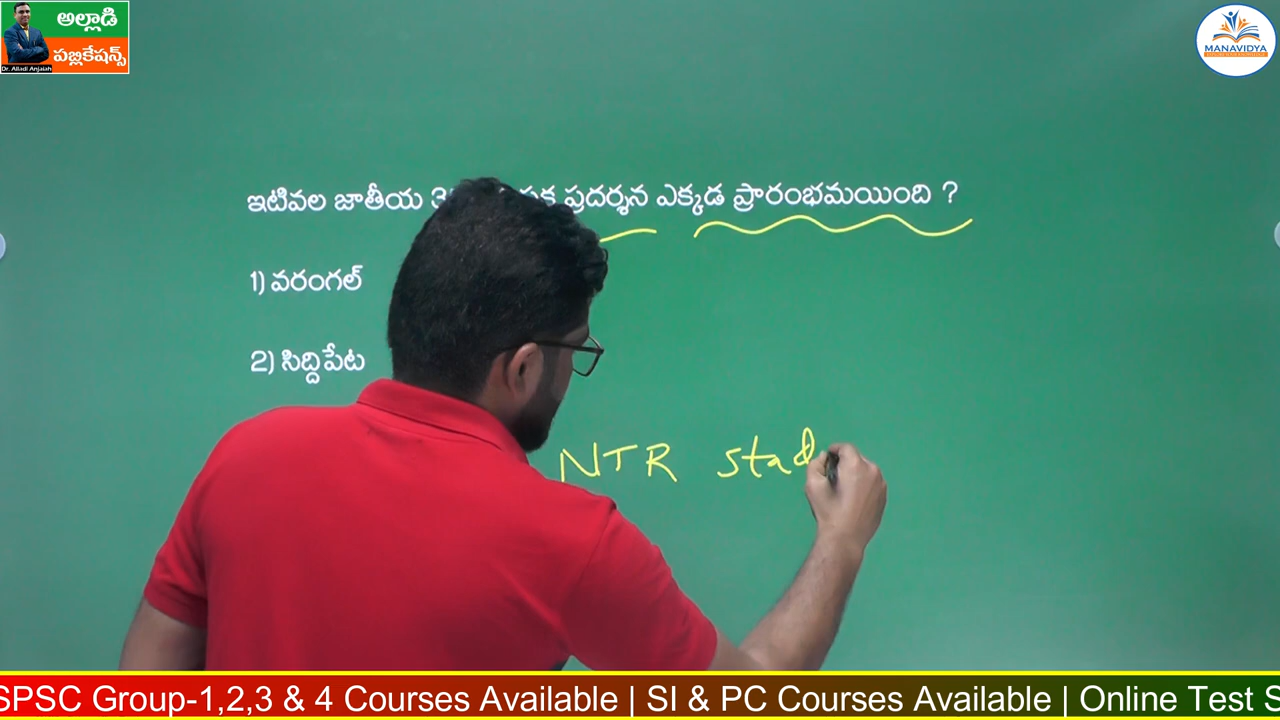 అల్లాడి
పబ్లికేషన్స్
Dr. Alladi Anjaiah
MANAVIDYA
ఇటీవల జాతీయ ప్రదర్శన ఎక్కడ ప్రారంభమయింది ?
1) వరంగల్
2) సిద్దిపేట
NTR stad
SPSC Group-1,2,3 & 4 Courses Available | SI & PC Courses Available | Online Test S